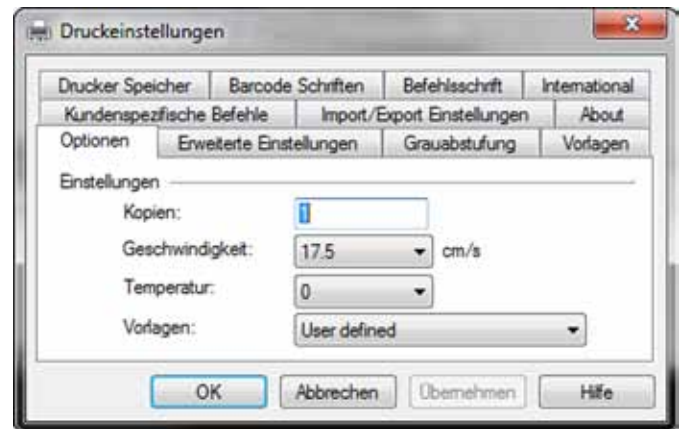 Druckeinstellungen
Drucker Speicher Barcode Schriften Befehlsschrift International
Kundenspezifische Befehle Import/Export Einstellungen About
Optionen Erweiterte Einstellungen Grauabstufung Vorlagen
Einstellungen
Kopien: 1
Geschwindigkeit: 17.5 cm/s
Temperatur: 0
Vorlagen: User defined
OK Abbrechen Übernehmen Hilfe